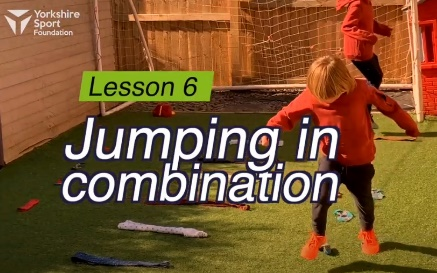 Yorkshire
Sport
Foundation
Lesson 6
Jumping in
combination